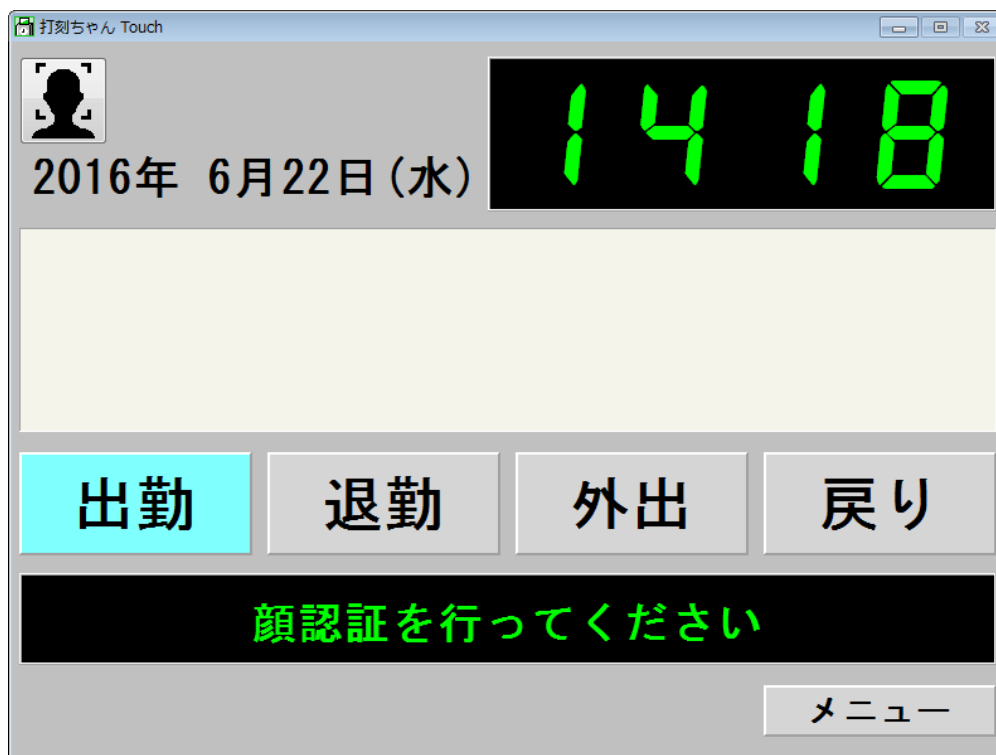 打刻ちゃん Touch
14 18
2016年 6月22日(水)
出勤 退勤 外出 戻り
顔認証を行ってください
メニュー